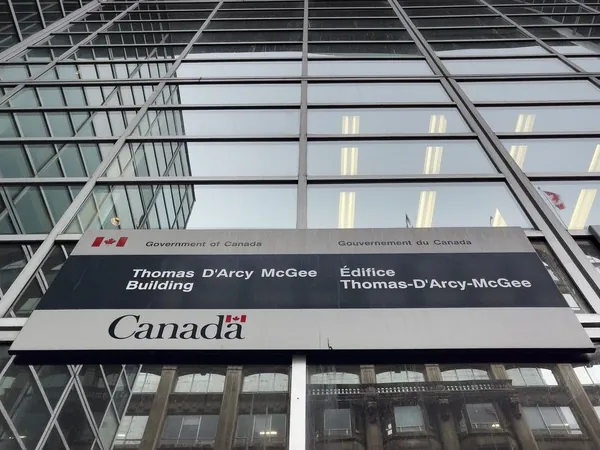 Government of Canada
Gouvernement du Canada
Thomas D'Arcy McGee
Building
Édifice
Thomas-D'Arcy-McGee
Canada